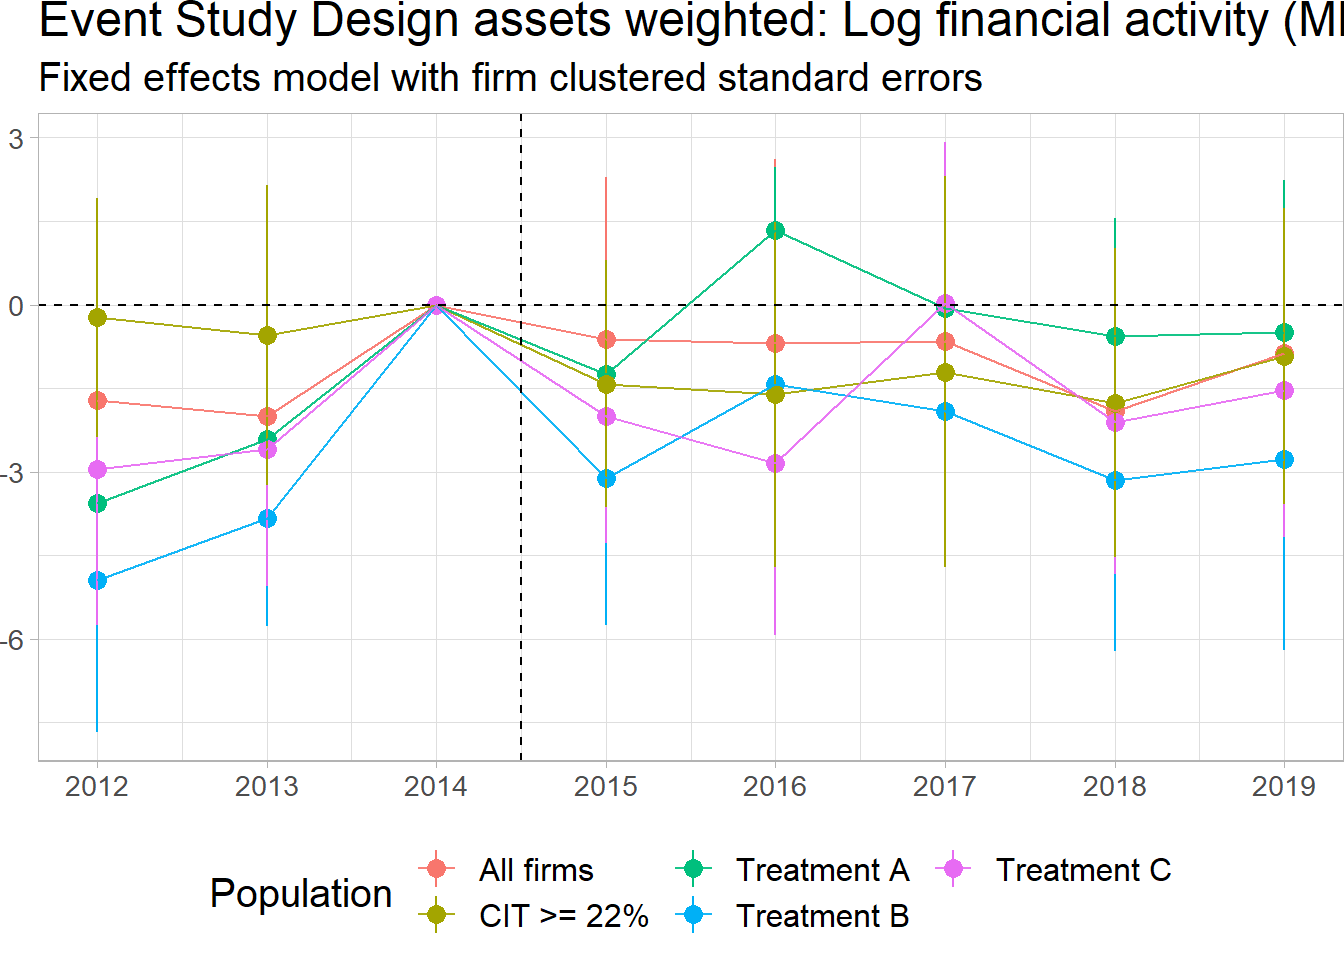 Event Study Design assets weighted: Log financial activity (MI
Fixed effects model with firm clustered standard errors
3
0
-3
-6
2012 2013 2014 2015 2016 2017 2018 2019
Population
All firms Treatment A Treatment C
CIT >= 22% Treatment B